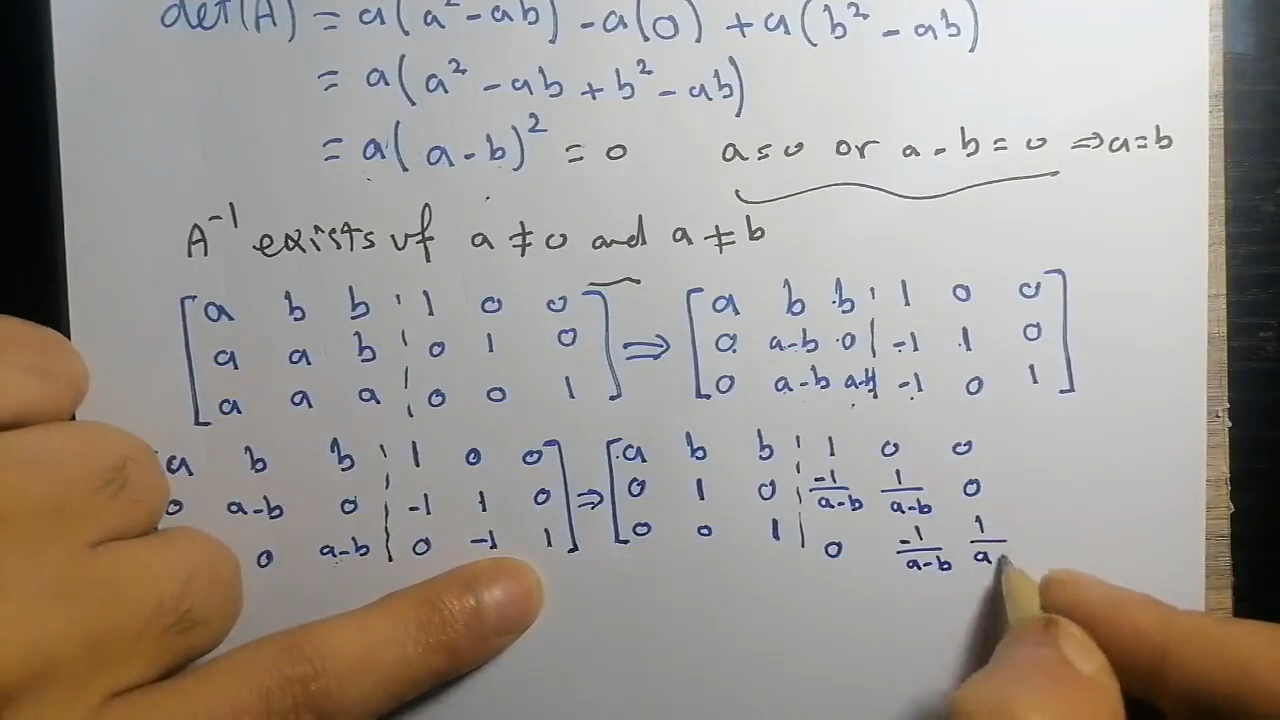 det(A) = a(a² - ab) - a(0) + a(b² - ab)
= a(a² - ab + b² - ab)
= a(a - b)² = 0 a = 0 or a - b = 0 ⇒ a = b
A⁻¹ exists if a ≠ 0 and a ≠ b
[a b b ¦ 1 0 0 ⇒ [a b b ¦ 1 0 0
a a b ¦ 0 1 0 0 a-b 0 | -1 1 0
a a a ¦ 0 0 1] 0 a-b a-b -1 0 1]
a b b ¦ 1 0 0 ⇒ [a b b ¦ 1 0 0
0 a-b 0 ¦ -1 1 0 0 1 0 ¦ -1/a-b 1/a-b 0
0 a-b | 0 -1 1] 0 0 1 | 0 -1/a-b 1/a